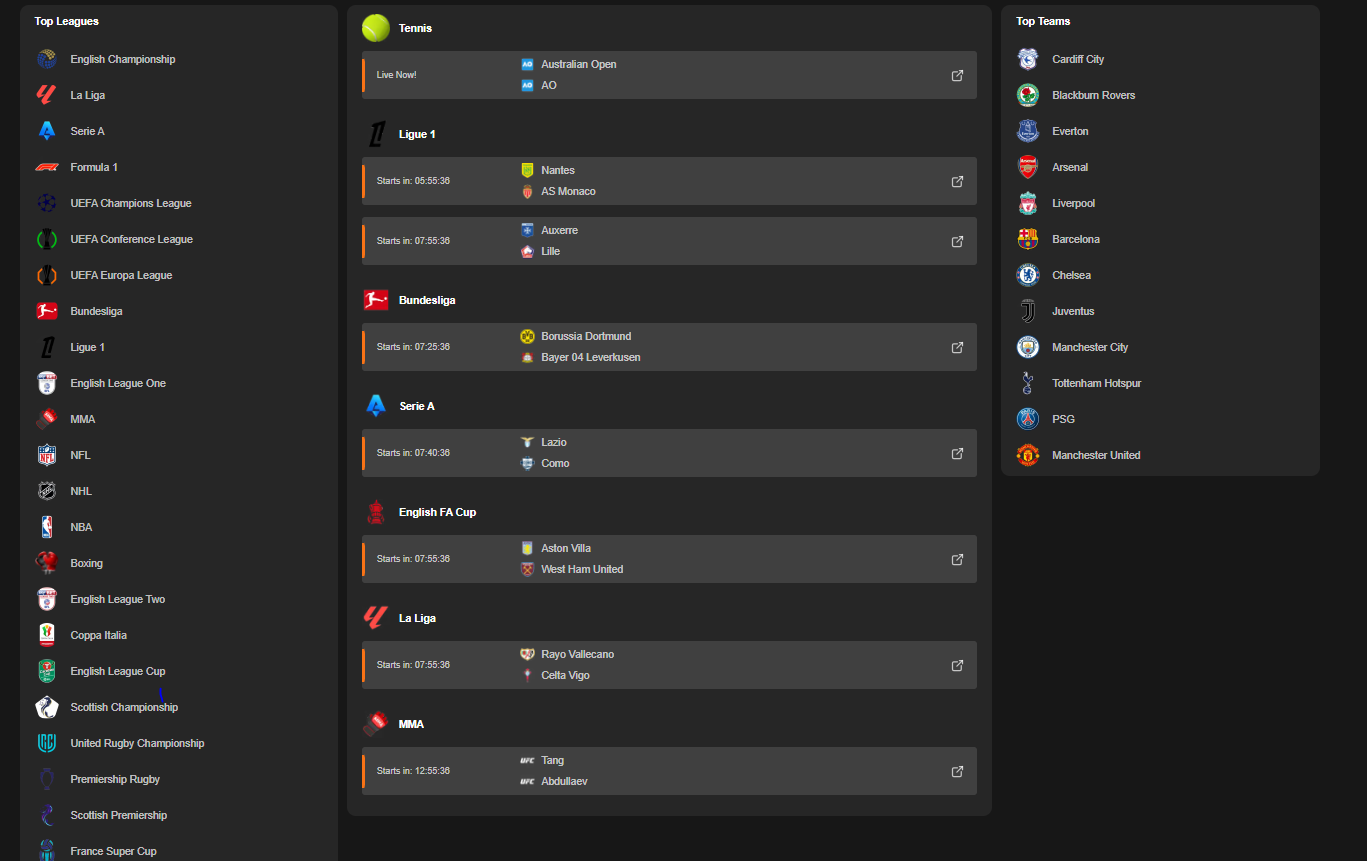 Top Leagues
English Championship
La Liga
Serie A
Formula 1
UEFA Champions League
UEFA Conference League
UEFA Europa League
Bundesliga
Ligue 1
English League One
MMA
NFL
NHL
NBA
Boxing
English League Two
Coppa Italia
English League Cup
Scottish Championship
United Rugby Championship
Premiership Rugby
Scottish Premiership
France Super Cup
Tennis
Live Now!
AO Australian Open
AO AO
Ligue 1
Starts in: 05:55:36
Nantes
AS Monaco
Starts in: 07:55:36
Auxerre
Lille
Bundesliga
Starts in: 07:25:36
Borussia Dortmund
Bayer 04 Leverkusen
Serie A
Starts in: 07:40:36
Lazio
Como
English FA Cup
Starts in: 07:55:36
Aston Villa
West Ham United
La Liga
Starts in: 07:55:36
Rayo Vallecano
Celta Vigo
MMA
Starts in: 12:55:36
UFC Tang
UFC Abdullaev
Top Teams
Cardiff City
Blackburn Rovers
Everton
Arsenal
Liverpool
Barcelona
Chelsea
Juventus
Manchester City
Tottenham Hotspur
PSG
Manchester United